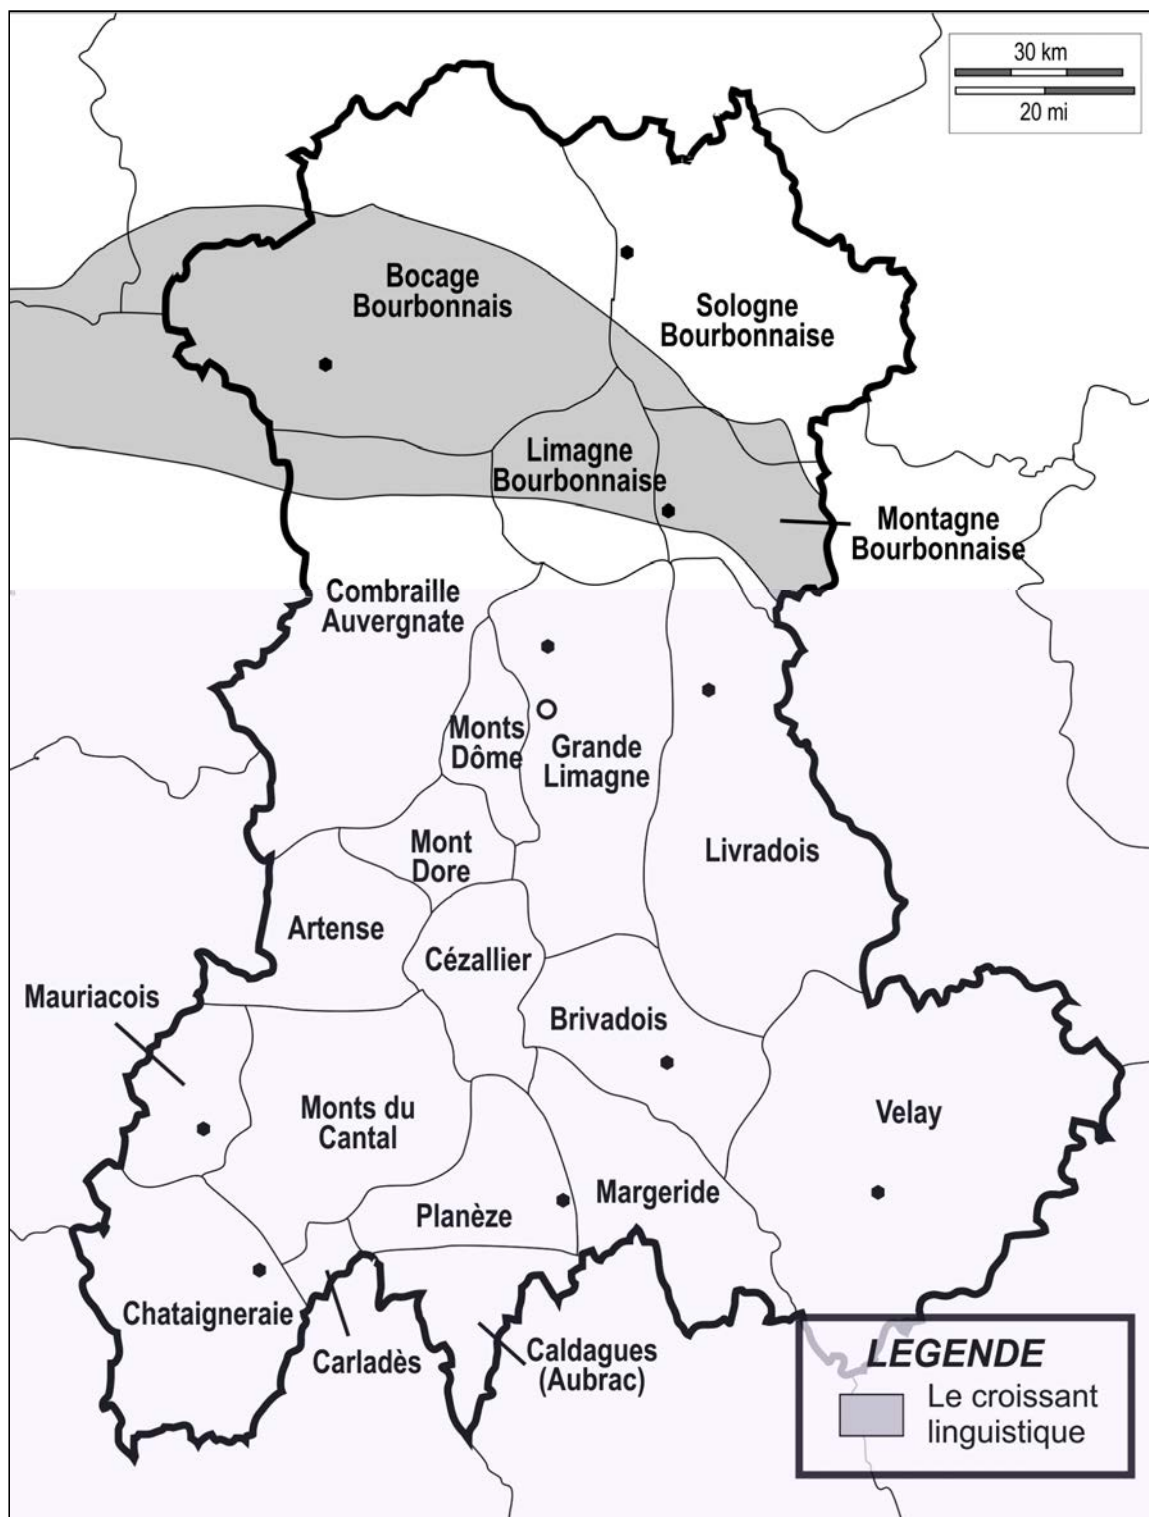 30 km
20 mi
Bocage
Bourbonnais
Sologne
Bourbonnaise
Limagne
Bourbonnaise
Montagne
Bourbonnaise
Combraille
Auvergnate
Monts
Dôme
Grande
Limagne
Mont
Dore
Livradois
Artense
Cézallier
Mauriacois
Brivadois
Monts du
Cantal
Velay
Margeride
Planèze
Chataigneraie
Carladès
Caldagues
(Aubrac)
LEGENDE
Le croissant
linguistique